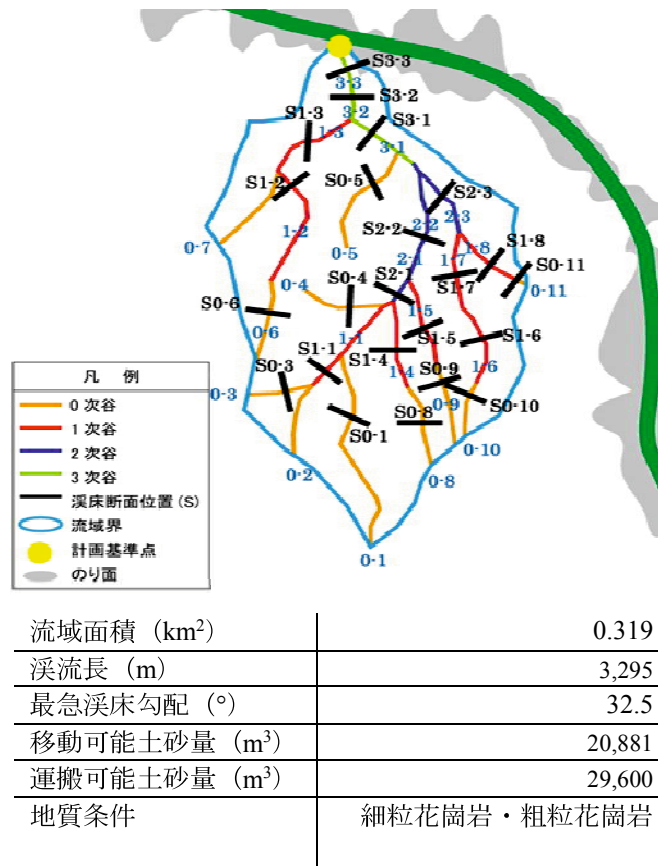 S3-3
3-3
S3-2
3-2
S1-3
1-3
S3-1
3-1
S1-2
S0-5
S2-3
2-3
S2-2
2-2
1-2
0-7
0-5
2-1
1-8
S1-8
1-7
S0-11
S1-7
0-11
0-4
S0-4
S2-1
S0-6
0-6
1-5
S1-5
S1-6
1-1
S1-1
S1-4
1-4
S0-3
S0-9
1-6
0-3
0-9
S0-10
S0-1
S0-8
0-10
0-2
0-8
0-1
凡 例
0次谷
1次谷
2次谷
3次谷
渓床断面位置(S)
流域界
計画基準点
のり面
流域面積（km²） 0.319
渓流長（m） 3,295
最急渓床勾配（°） 32.5
移動可能土砂量（m³） 20,881
運搬可能土砂量（m³） 29,600
地質条件 細粒花崗岩・粗粒花崗岩